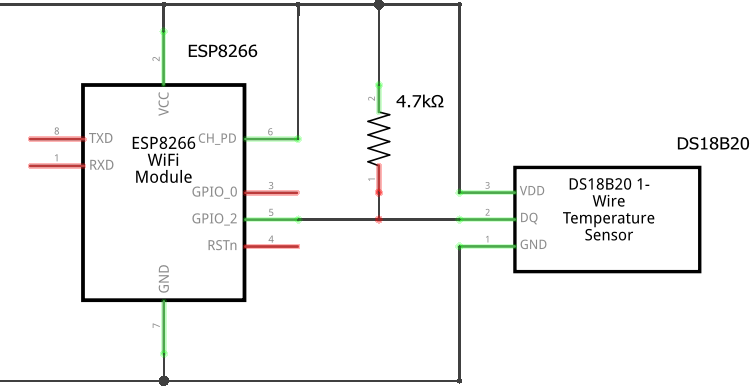 ESP8266
2
VCC
8
TXD
1
RXD
ESP8266
WiFi
Module
CH_PD
6
GPIO_0
3
GPIO_2
5
RSTn
4
GND
7
2
4.7kΩ
1
DS18B20
3
VDD
2
DQ
1
GND
DS18B20 1-
Wire
Temperature
Sensor